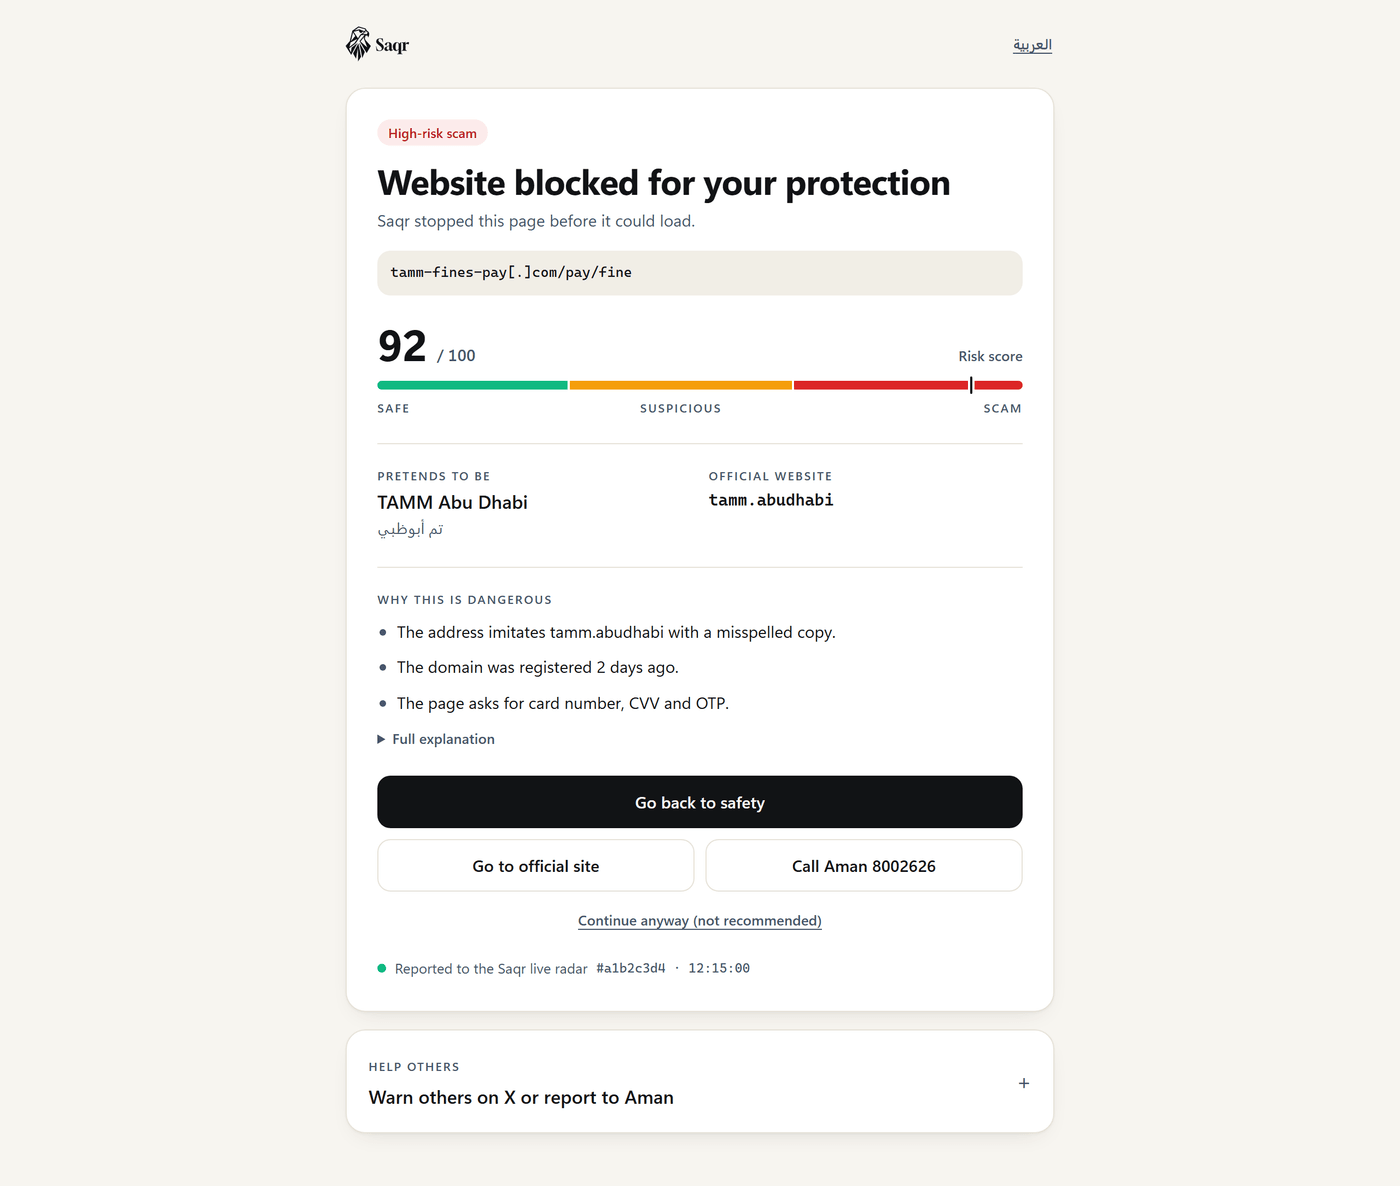 Saqr
العربية
High-risk scam
Website blocked for your protection
Saqr stopped this page before it could load.
tamm-fines-pay[.]com/pay/fine
92 / 100
Risk score
SAFE
SUSPICIOUS
SCAM
PRETENDS TO BE
TAMM Abu Dhabi
تم أبوظبي
OFFICIAL WEBSITE
tamm.abudhabi
WHY THIS IS DANGEROUS
The address imitates tamm.abudhabi with a misspelled copy.
The domain was registered 2 days ago.
The page asks for card number, CVV and OTP.
Full explanation
Go back to safety
Go to official site
Call Aman 8002626
Continue anyway (not recommended)
Reported to the Saqr live radar #a1b2c3d4 · 12:15:00
HELP OTHERS
Warn others on X or report to Aman
+